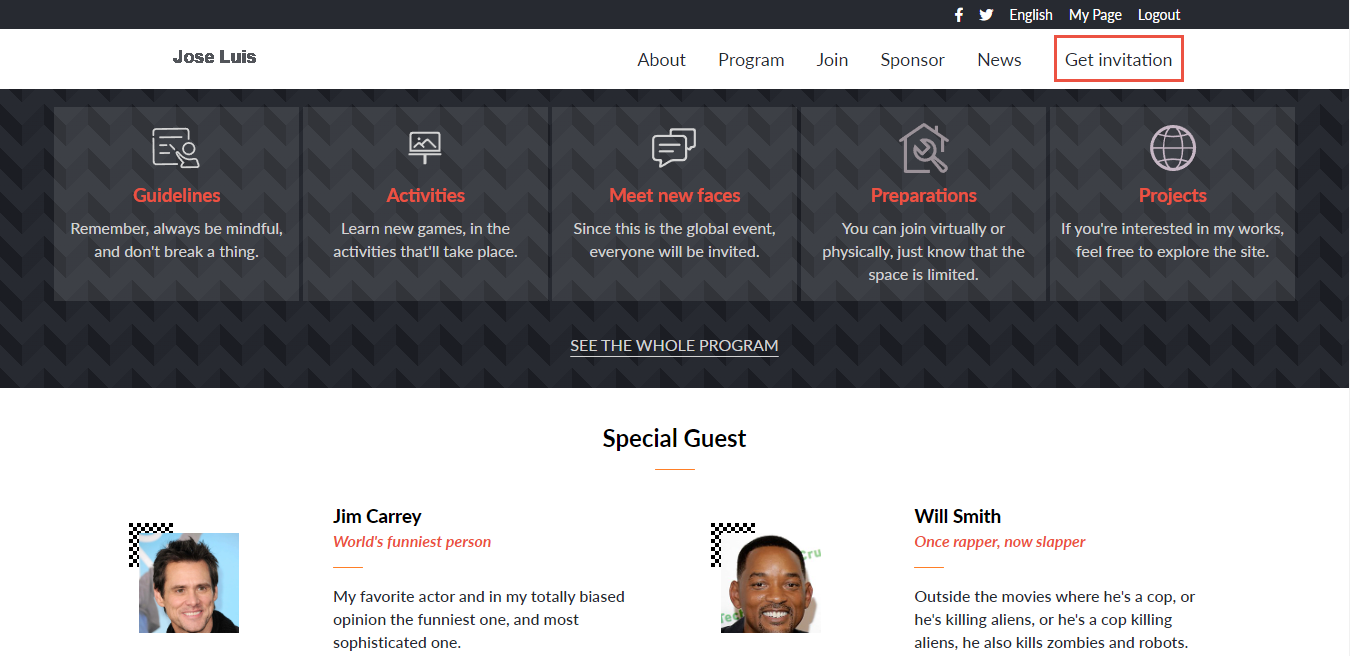 English My Page Logout
Jose Luis
About Program Join Sponsor News Get invitation
Guidelines
Remember, always be mindful,
and don't break a thing.
Activities
Learn new games, in the
activities that'll take place.
Meet new faces
Since this is the global event,
everyone will be invited.
Preparations
You can join virtually or
physically, just know that the
space is limited.
Projects
If you're interested in my works,
feel free to explore the site.
SEE THE WHOLE PROGRAM
Special Guest
Jim Carrey
World's funniest person
My favorite actor and in my totally biased
opinion the funniest one, and most
sophisticated one.
Will Smith
Once rapper, now slapper
Outside the movies where he's a cop, or
he's killing aliens, or he's a cop killing
aliens, he also kills zombies and robots.